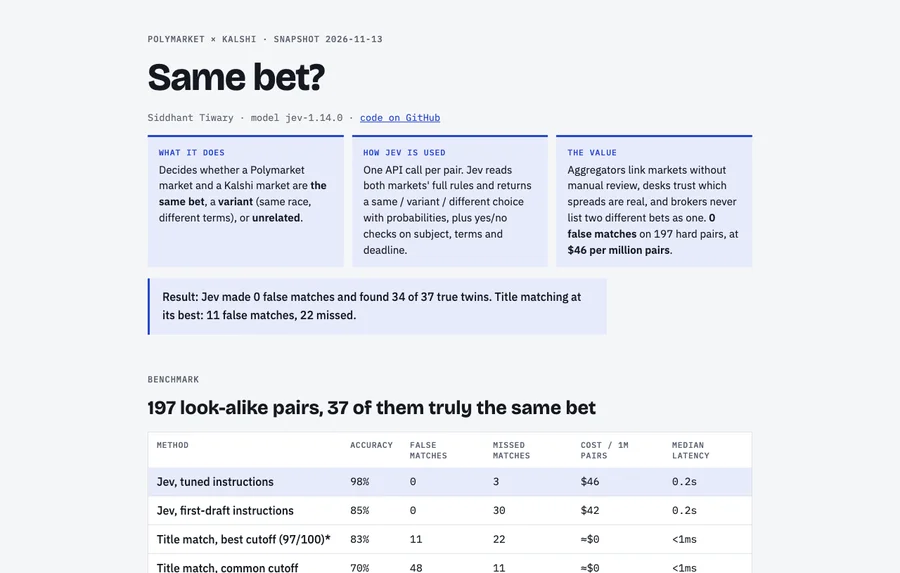 POLYMARKET × KALSHI · SNAPSHOT 2026-11-13
Same bet?
Siddhant Tiwary · model jev-1.14.0 · code on GitHub
WHAT IT DOES
Decides whether a Polymarket
market and a Kalshi market are the
same bet, a variant (same race,
different terms), or unrelated.
HOW JEV IS USED
One API call per pair. Jev reads
both markets' full rules and returns
a same / variant / different choice
with probabilities, plus yes/no
checks on subject, terms and
deadline.
THE VALUE
Aggregators link markets without
manual review, desks trust which
spreads are real, and brokers never
list two different bets as one. 0
false matches on 197 hard pairs, at
$46 per million pairs.
Result: Jev made 0 false matches and found 34 of 37 true twins. Title matching at
its best: 11 false matches, 22 missed.
BENCHMARK
197 look-alike pairs, 37 of them truly the same bet
METHOD ACCURACY FALSE MATCHES MISSED MATCHES COST / 1M PAIRS MEDIAN LATENCY
Jev, tuned instructions 98% 0 3 $46 0.2s
Jev, first-draft instructions 85% 0 30 $42 0.2s
Title match, best cutoff (97/100)* 83% 11 22 ≈$0 <1ms
Title match, common cutoff 70% 48 11 ≈$0 <1ms